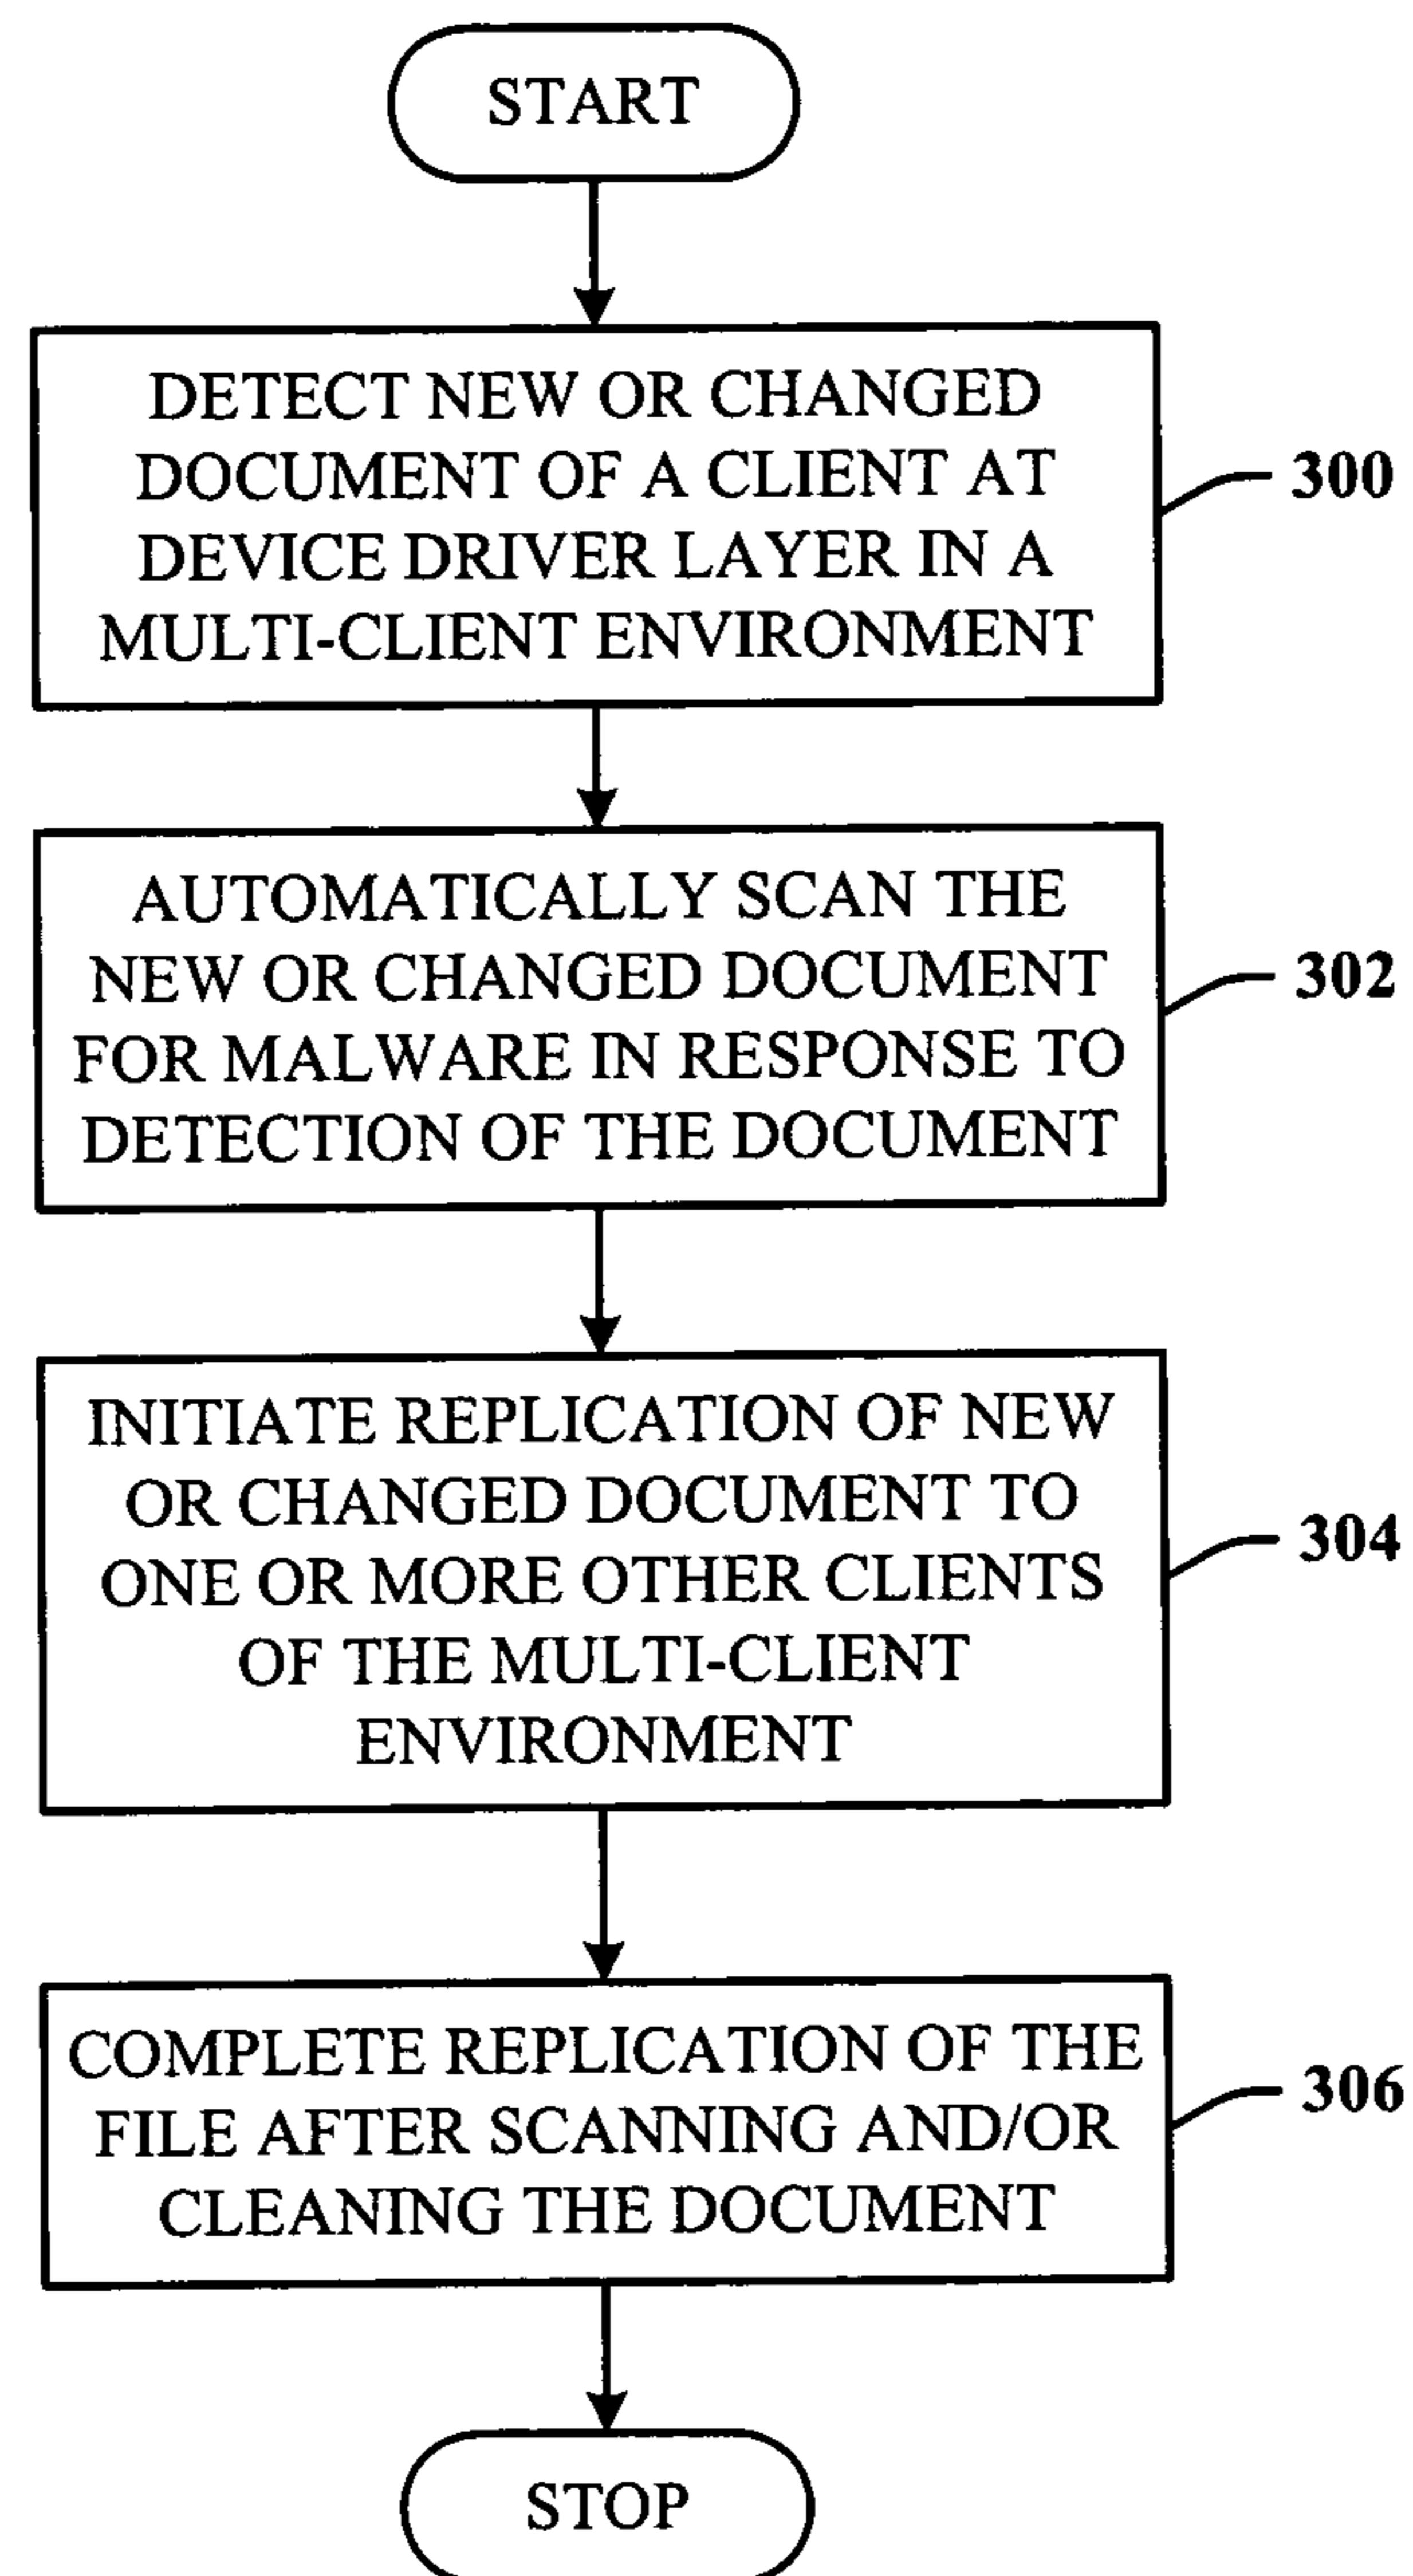 START
DETECT NEW OR CHANGED
DOCUMENT OF A CLIENT AT
DEVICE DRIVER LAYER IN A
MULTI-CLIENT ENVIRONMENT
300
AUTOMATICALLY SCAN THE
NEW OR CHANGED DOCUMENT
FOR MALWARE IN RESPONSE TO
DETECTION OF THE DOCUMENT
302
INITIATE REPLICATION OF NEW
OR CHANGED DOCUMENT TO
ONE OR MORE OTHER CLIENTS
OF THE MULTI-CLIENT
ENVIRONMENT
304
COMPLETE REPLICATION OF THE
FILE AFTER SCANNING AND/OR
CLEANING THE DOCUMENT
306
STOP